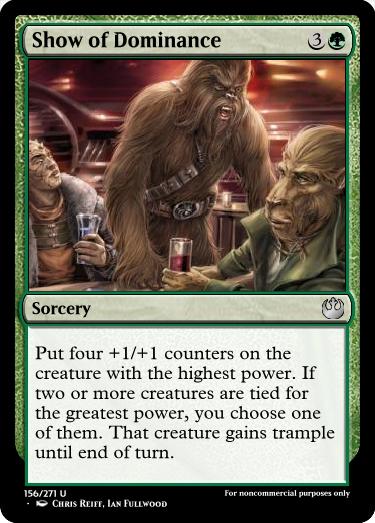 Show of Dominance 3
Sorcery
Put four +1/+1 counters on the
creature with the highest power. If
two or more creatures are tied for
the greatest power, you choose one
of them. That creature gains trample
until end of turn.
156/271 U
For noncommercial purposes only
· Chris Reiff, Ian Fullwood